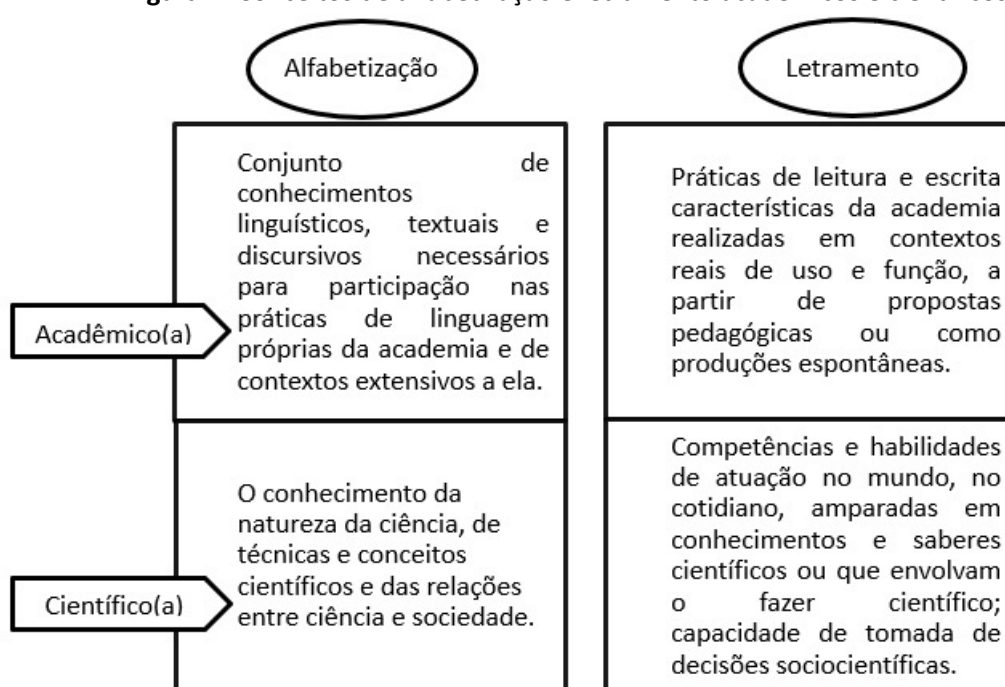 Alfabetização
Letramento
Acadêmico(a)
Conjunto de
conhecimentos
linguísticos, textuais e
discursivos necessários
para participação nas
práticas de linguagem
próprias da academia e de
contextos extensivos a ela.
Práticas de leitura e escrita
características da academia
realizadas em contextos
reais de uso e função, a
partir de propostas
pedagógicas ou como
produções espontâneas.
Científico(a)
O conhecimento da
natureza da ciência, de
técnicas e conceitos
científicos e das relações
entre ciência e sociedade.
Competências e habilidades
de atuação no mundo, no
cotidiano, amparadas em
conhecimentos e saberes
científicos ou que envolvam
o fazer científico;
capacidade de tomada de
decisões sociocientíficas.